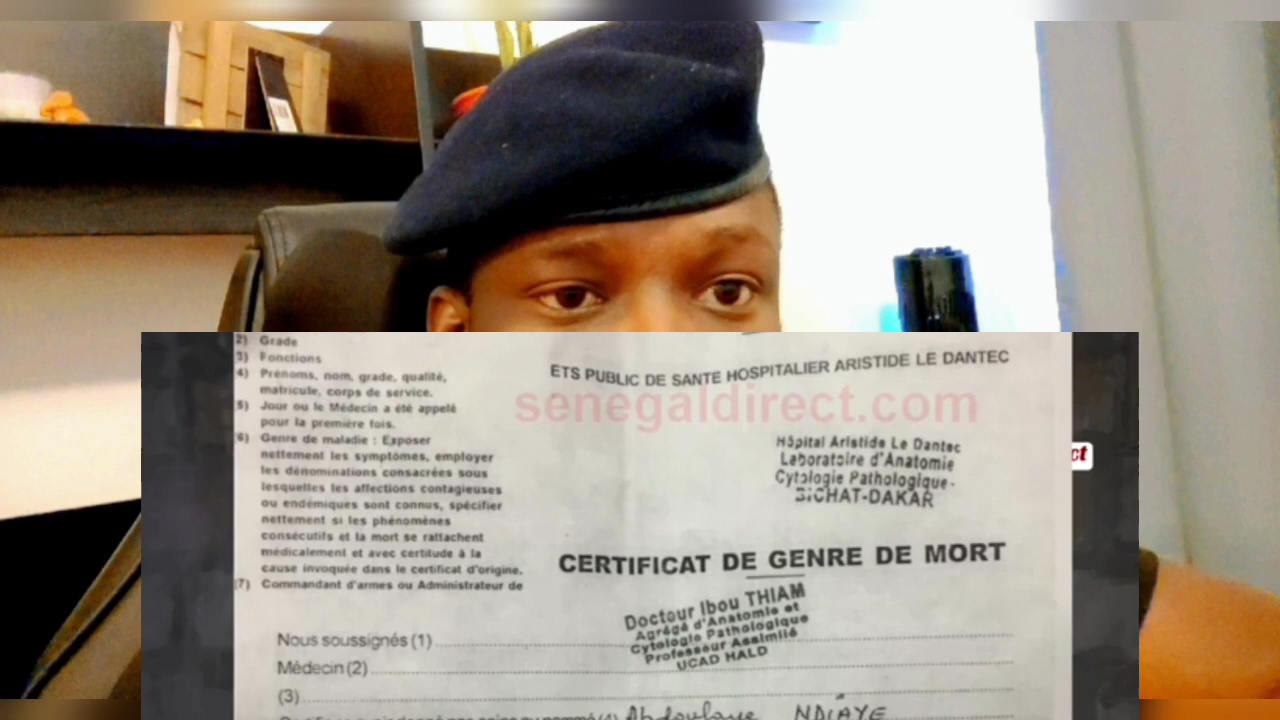 2) Grade
3) Fonctions
4) Prénoms, nom, grade, qualité,
matricule, corps de service.
5) Jour ou le Médecin a été appelé
pour la première fois.
6) Genre de maladie : Exposer
nettement les symptômes, employer
les dénominations consacrées sous
lesquelles les affections contagieuses
ou endémiques sont connus, spécifier
nettement si les phénomènes
consécutifs et la mort se rattachent
médicalement et avec certitude à la
cause invoquée dans le certificat d'origine.
(7) Commandant d'armes ou Administrateur de
ETS PUBLIC DE SANTE HOSPITALIER ARISTIDE LE DANTEC
senegaldirect.com
Hôpital Aristide Le Dantec
Laboratoire d'Anatomie
Cytologie Pathologique-
BICHAT-DAKAR
ct
CERTIFICAT DE GENRE DE MORT
Docteur Ibou THIAM
Agrégé d'Anatomie et
Cytologie Pathologique
Professeur Assimilé
UCAD HALD
Nous soussignés (1)
Médecin (2)
(3)
Abdoulaye NDIAYE